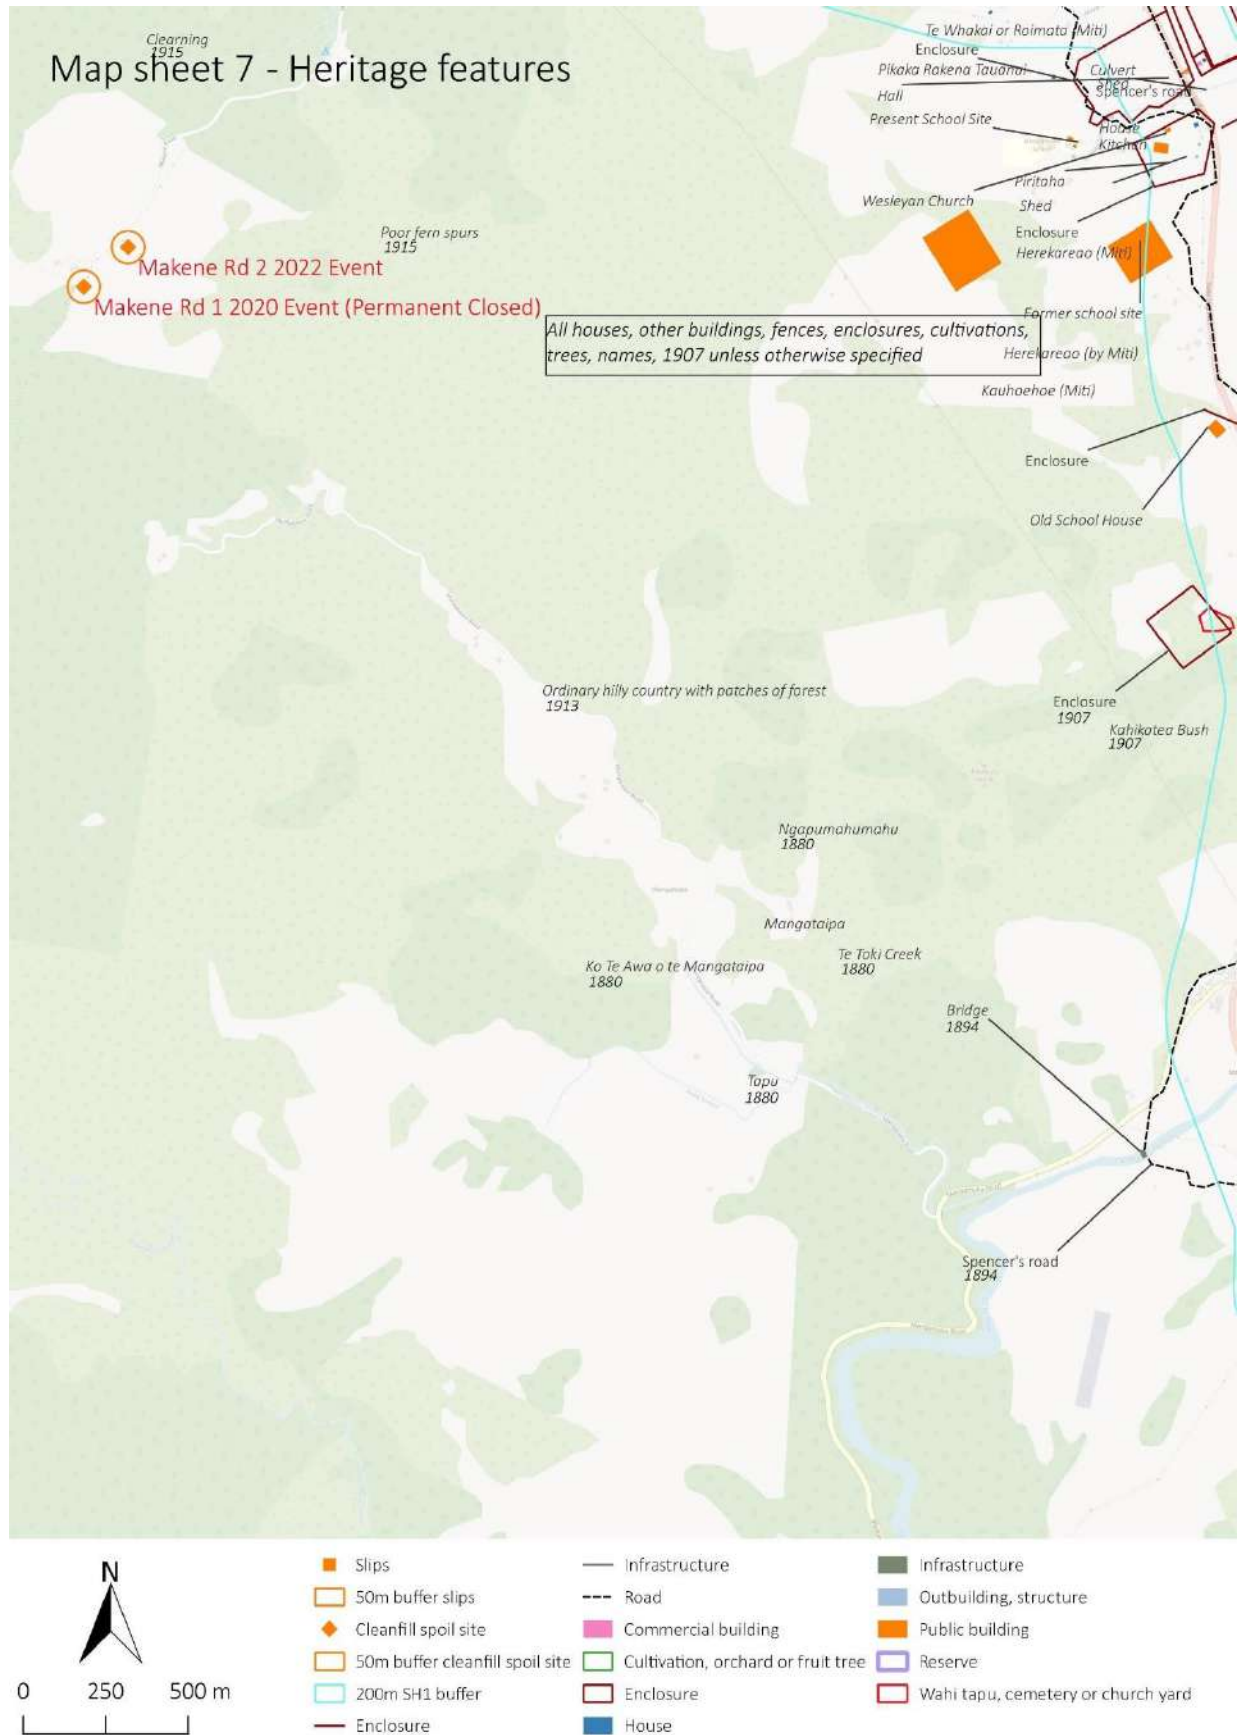 Clearning
1915
Map sheet 7 - Heritage features
Te Whakai or Roimata (Miti)
Enclosure
Pikaka Rakena Tauanai
Culvert
Shed
Spencer's road
Hall
Present School Site
House
Kitchen
Piritaha
Wesleyan Church
Shed
Enclosure
Herekareao (Miti)
Poor fern spurs
1915
Makene Rd 2 2022 Event
Makene Rd 1 2020 Event (Permanent Closed)
Former school site
All houses, other buildings, fences, enclosures, cultivations,
trees, names, 1907 unless otherwise specified
Herekareao (by Miti)
Kauhoehoe (Miti)
Enclosure
Old School House
Ordinary hilly country with patches of forest
1913
Enclosure
1907
Kahikatea Bush
1907
Ngapumahumahu
1880
Mangataipa
Te Toki Creek
1880
Ko Te Awa o te Mangataipa
1880
Bridge
1894
Tapu
1880
Spencer's road
1894
N
0 250 500 m
Slips
50m buffer slips
Cleanfill spoil site
50m buffer cleanfill spoil site
200m SH1 buffer
Enclosure
Infrastructure
Road
Commercial building
Cultivation, orchard or fruit tree
Enclosure
House
Infrastructure
Outbuilding, structure
Public building
Reserve
Wahi tapu, cemetery or church yard